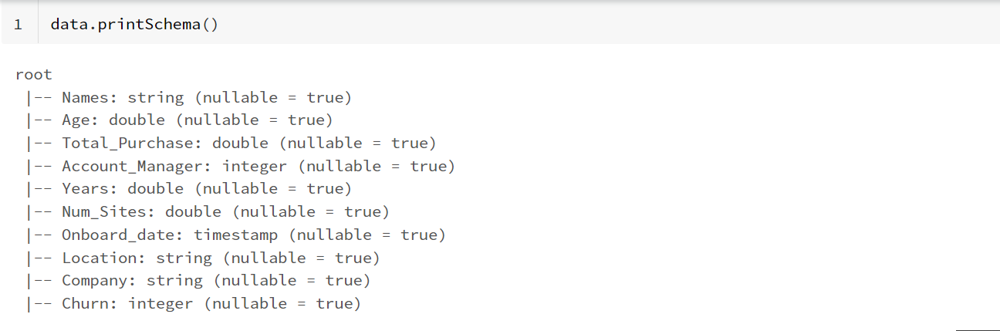 1 data.printSchema()
root
|-- Names: string (nullable = true)
|-- Age: double (nullable = true)
|-- Total_Purchase: double (nullable = true)
|-- Account_Manager: integer (nullable = true)
|-- Years: double (nullable = true)
|-- Num_Sites: double (nullable = true)
|-- Onboard_date: timestamp (nullable = true)
|-- Location: string (nullable = true)
|-- Company: string (nullable = true)
|-- Churn: integer (nullable = true)